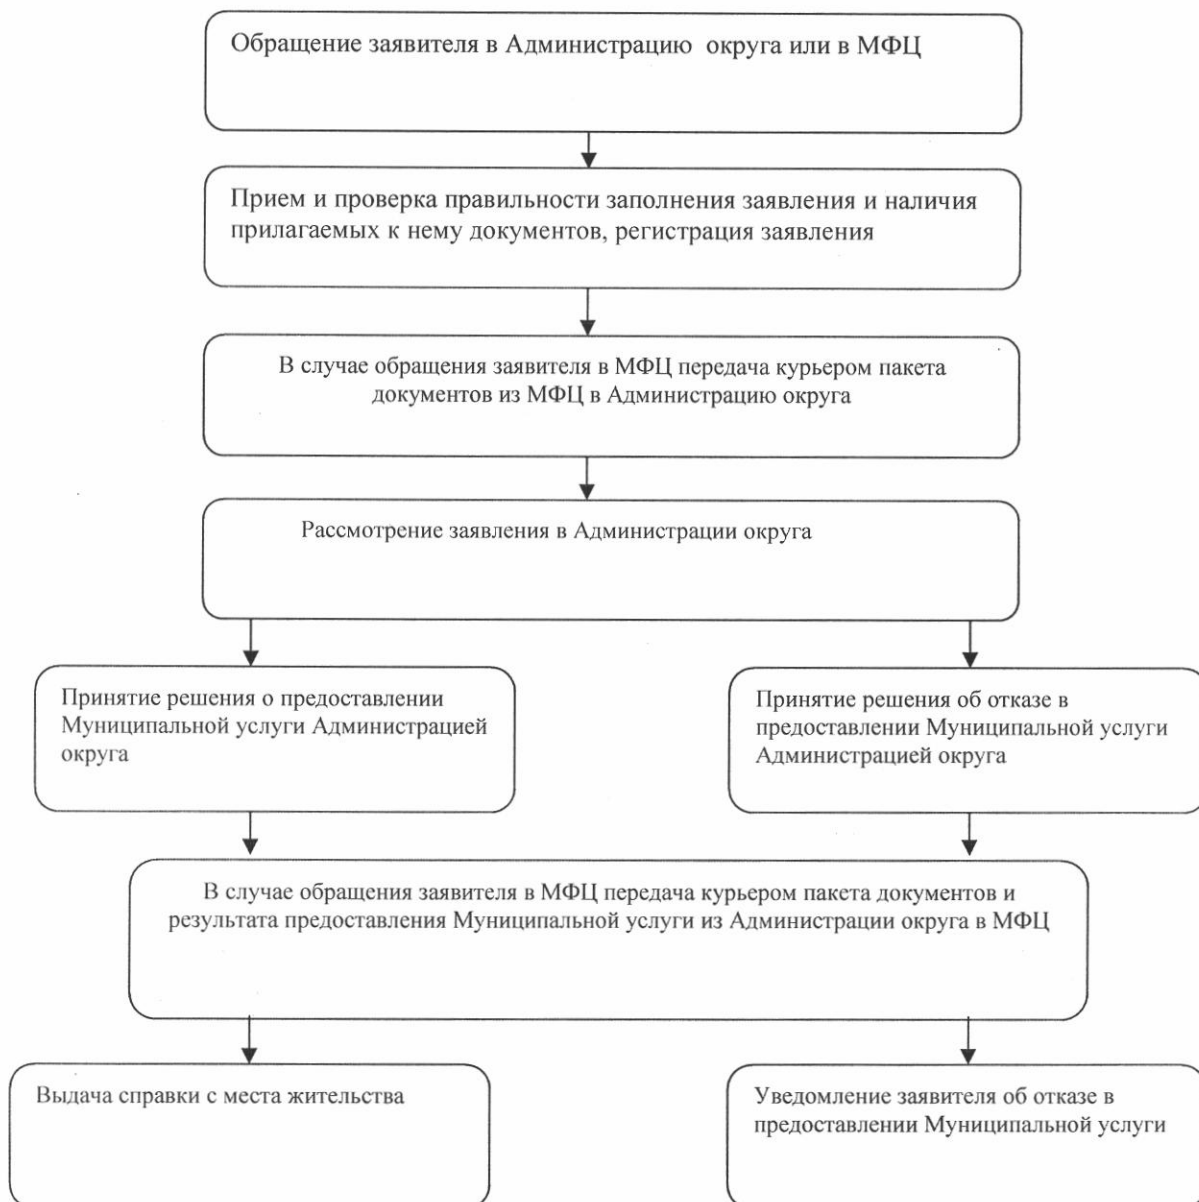 Обращение заявителя в Администрацию округа или в МФЦ
Прием и проверка правильности заполнения заявления и наличия
прилагаемых к нему документов, регистрация заявления
В случае обращения заявителя в МФЦ передача курьером пакета
документов из МФЦ в Администрацию округа
Рассмотрение заявления в Администрации округа
Принятие решения о предоставлении
Муниципальной услуги Администрацией
округа
Принятие решения об отказе в
предоставлении Муниципальной услуги
Администрацией округа
В случае обращения заявителя в МФЦ передача курьером пакета документов и
результата предоставления Муниципальной услуги из Администрации округа в МФЦ
Выдача справки с места жительства
Уведомление заявителя об отказе в
предоставлении Муниципальной услуги